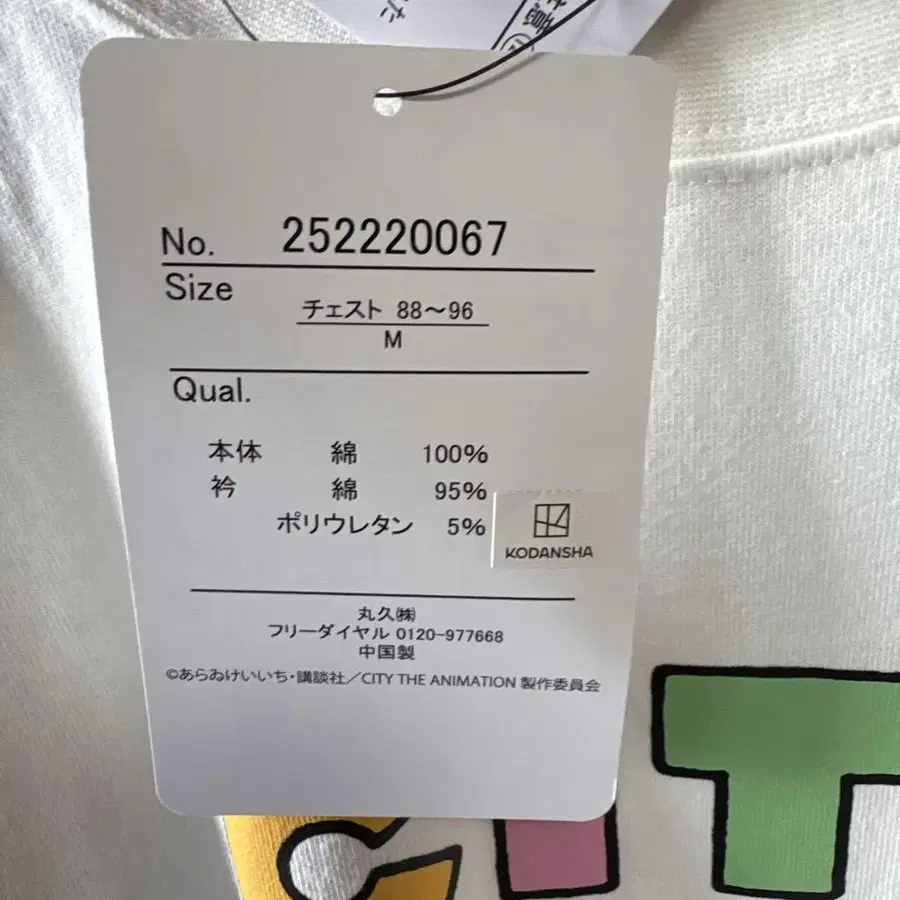 No. 252220067
Size
チェスト 88～96
M
Qual.
本体 綿 100%
衿 綿 95%
ポリウレタン 5%
KODANSHA
丸久㈱
フリーダイヤル 0120-977668
中国製
©あらゐけいいち・講談社／CITY THE ANIMATION 製作委員会
CIT